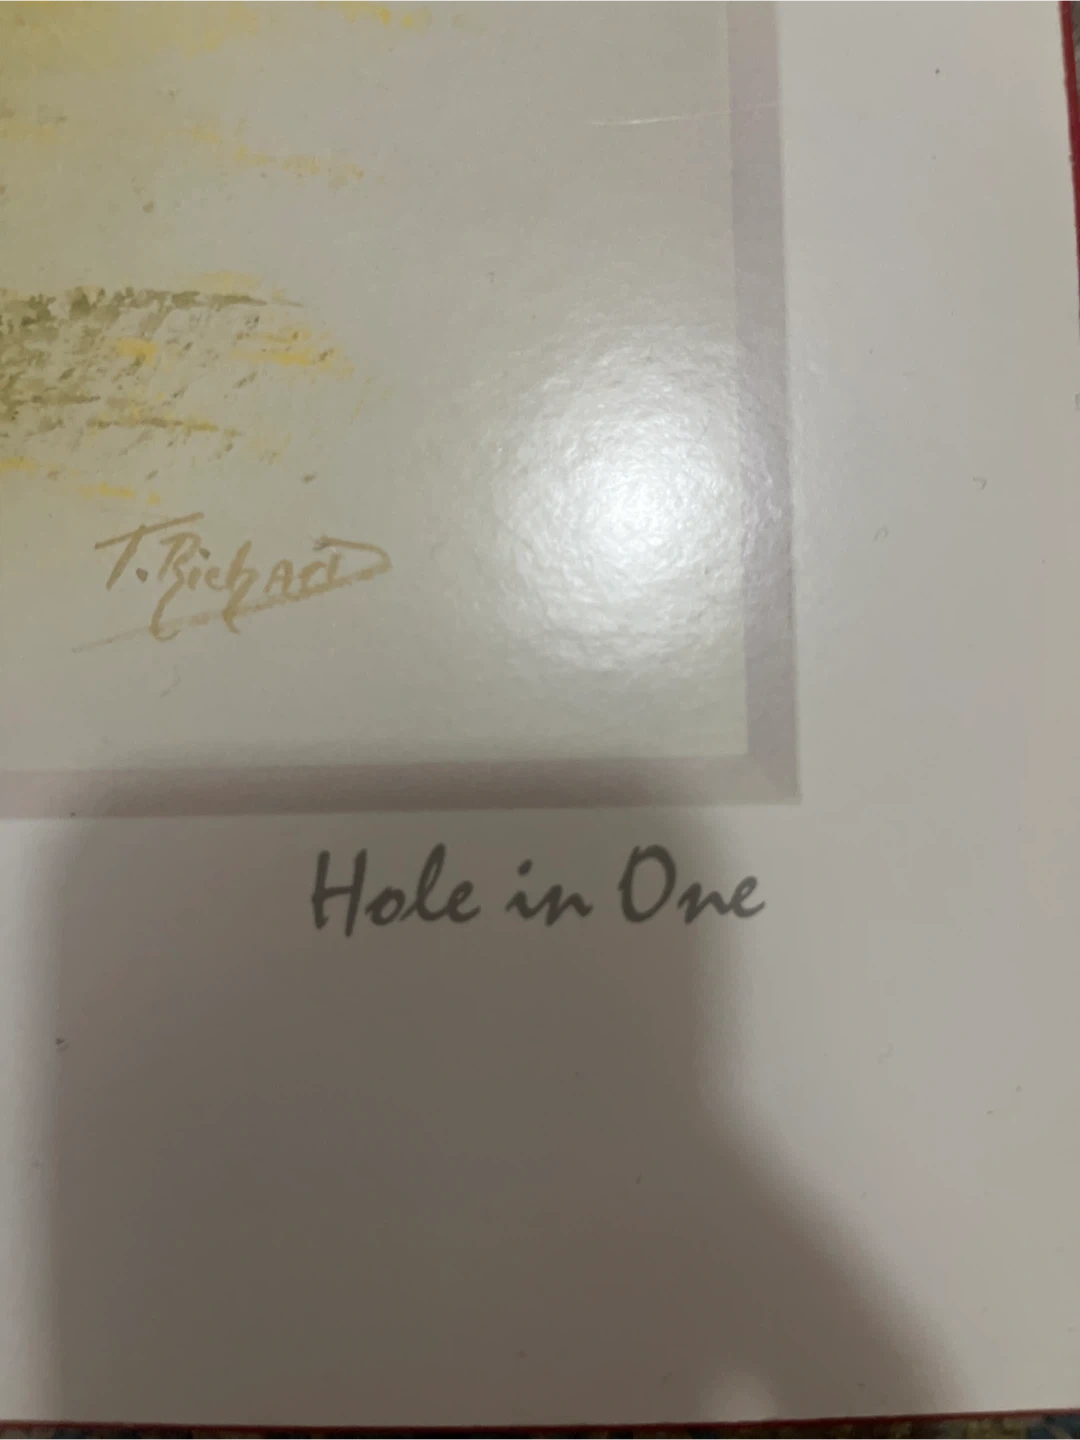 T. Richard
Hole in One